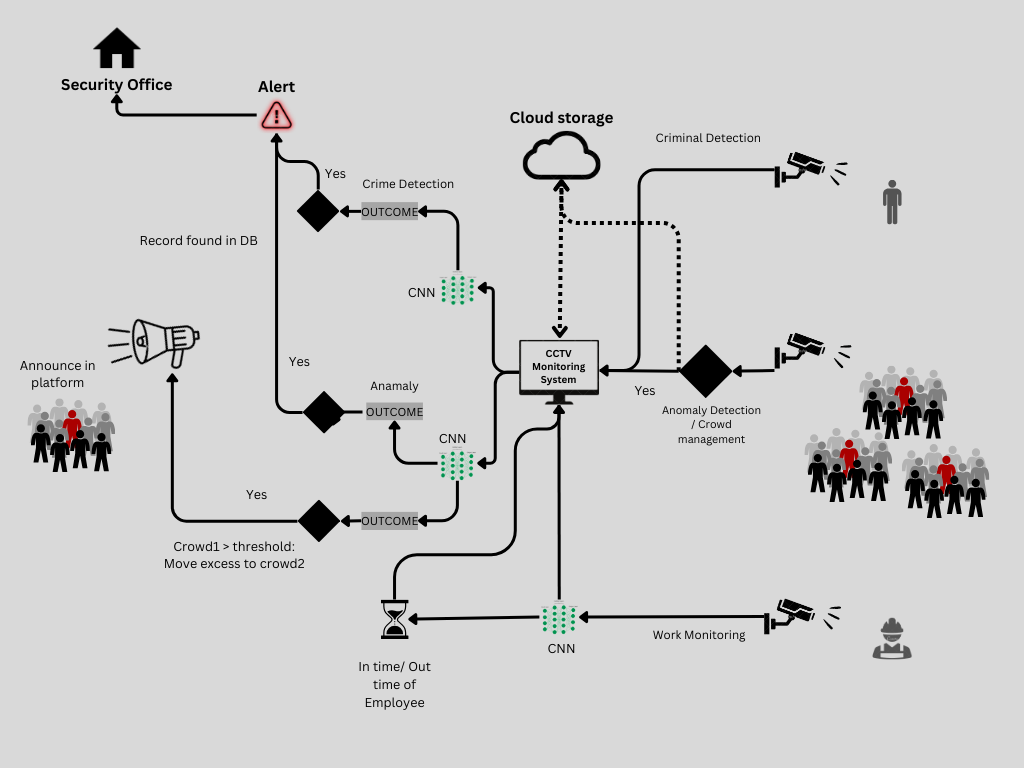 Security Office
Alert
Cloud storage
Criminal Detection
Yes
Crime Detection
OUTCOME
Record found in DB
CNN
CCTV
Monitoring
System
Announce in
platform
Yes
Anamaly
OUTCOME
Yes
Anomaly Detection
/ Crowd
management
CNN
Yes
OUTCOME
Crowd1 > threshold:
Move excess to crowd2
Work Monitoring
CNN
In time/ Out
time of
Employee